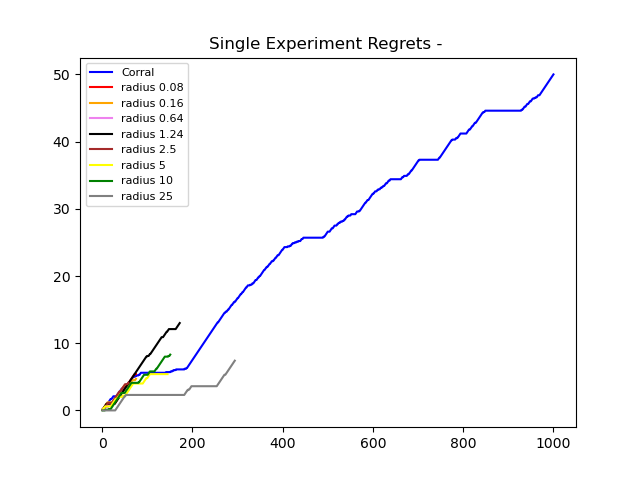 Single Experiment Regrets -
Corral
radius 0.08
radius 0.16
radius 0.64
radius 1.24
radius 2.5
radius 5
radius 10
radius 25
50
40
30
20
10
0
0 200 400 600 800 1000